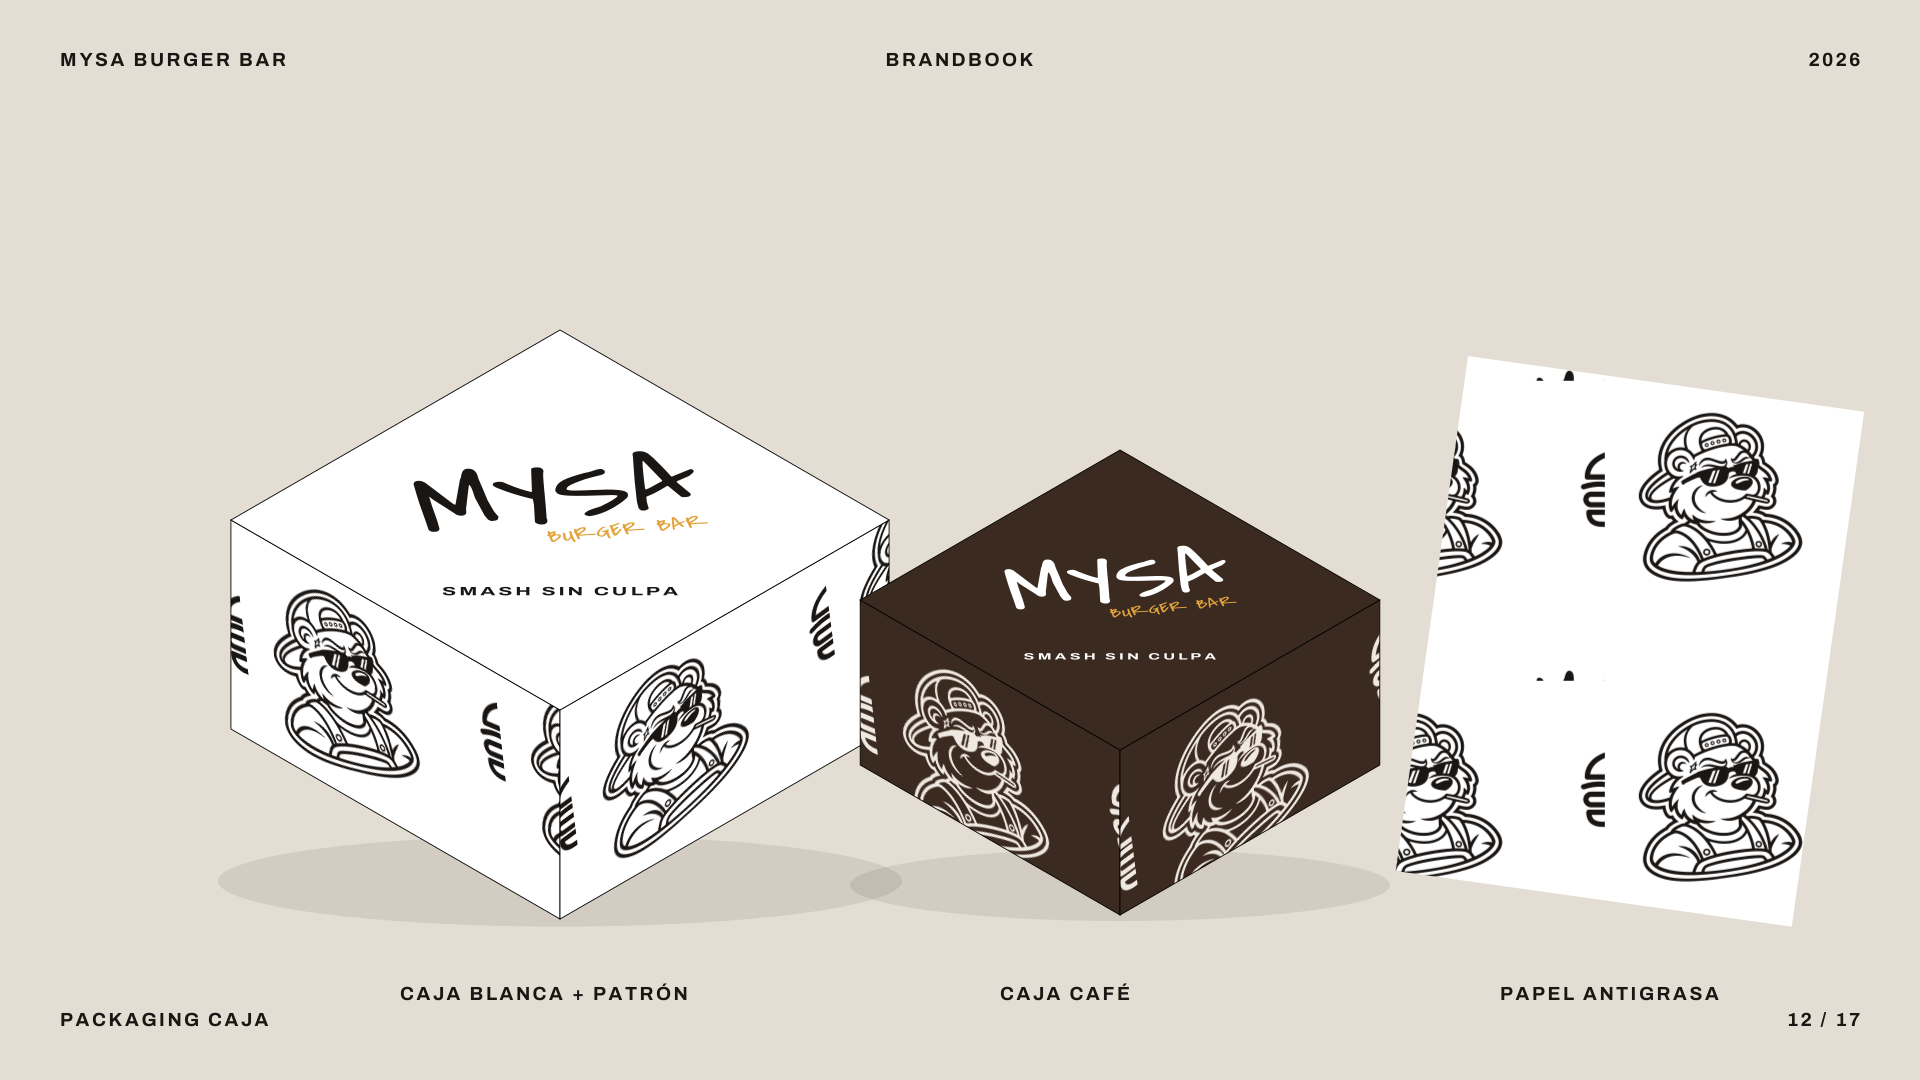 MYSA BURGER BAR
BRANDBOOK
2026
MYSA
BURGER BAR
SMASH SIN CULPA
MYSA
BURGER BAR
SMASH SIN CULPA
CAJA BLANCA + PATRÓN
CAJA CAFÉ
PAPEL ANTIGRASA
PACKAGING CAJA
12 / 17